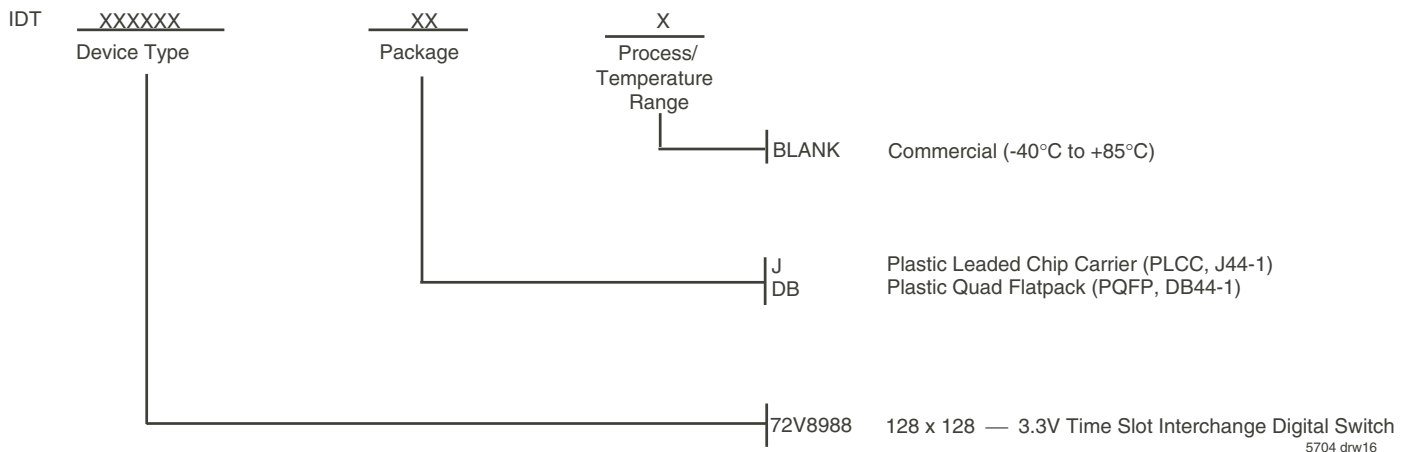 IDT XXXXXX XX X
Device Type Package Process/
Temperature
Range
BLANK Commercial (-40°C to +85°C)
J Plastic Leaded Chip Carrier (PLCC, J44-1)
DB Plastic Quad Flatpack (PQFP, DB44-1)
72V8988 128 x 128 — 3.3V Time Slot Interchange Digital Switch
5704 drw16